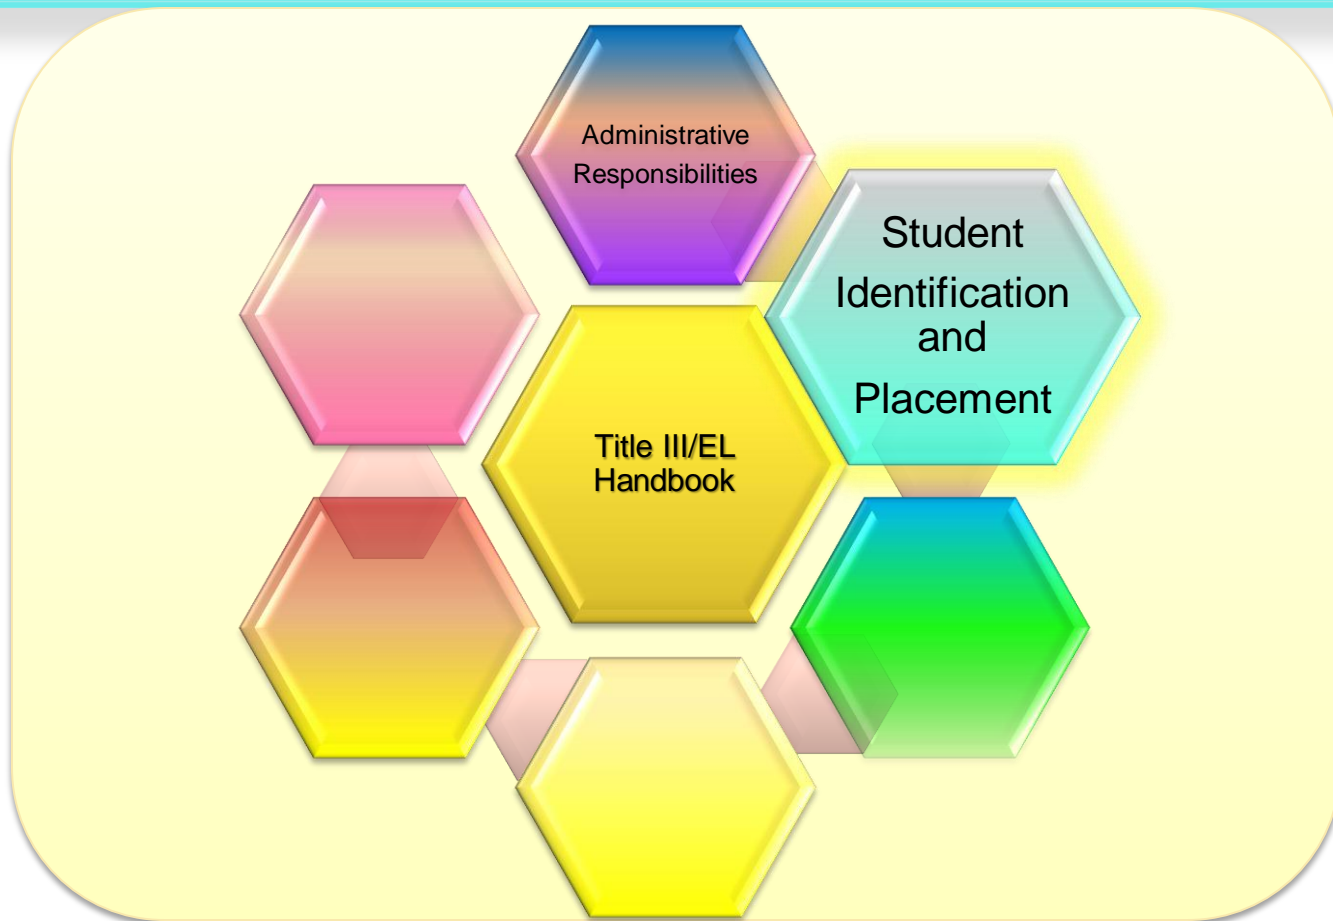 Administrative
Responsibilities
Student
Identification
and
Placement
Title III/EL
Handbook